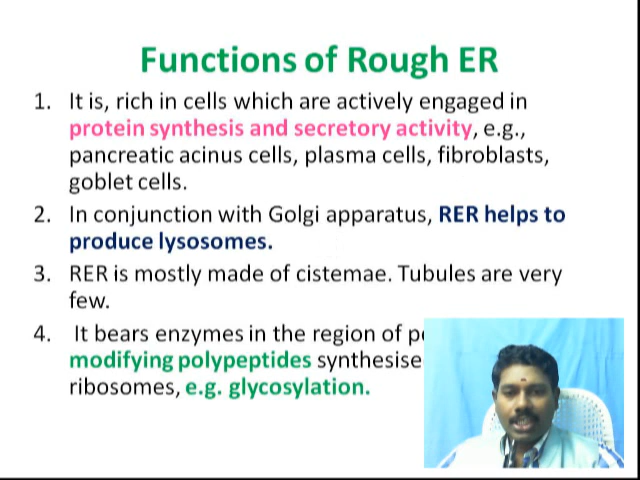 Functions of Rough ER
1. It is, rich in cells which are actively engaged in
protein synthesis and secretory activity, e.g.,
pancreatic acinus cells, plasma cells, fibroblasts,
goblet cells.
2. In conjunction with Golgi apparatus, RER helps to
produce lysosomes.
3. RER is mostly made of cistemae. Tubules are very
few.
4. It bears enzymes in the region of
modifying polypeptides synthesise
ribosomes, e.g. glycosylation.